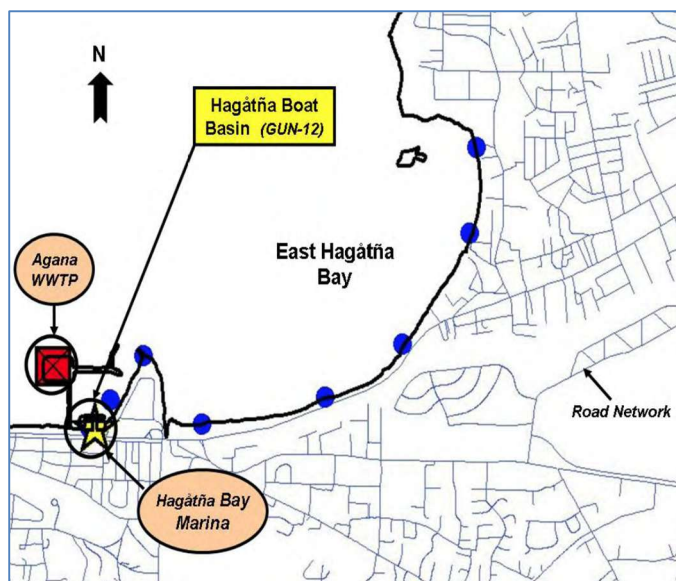 N
Hagåtña Boat
Basin (GUN-12)
Agana
WWTP
East Hagåtña
Bay
Road Network
Hagåtña Bay
Marina